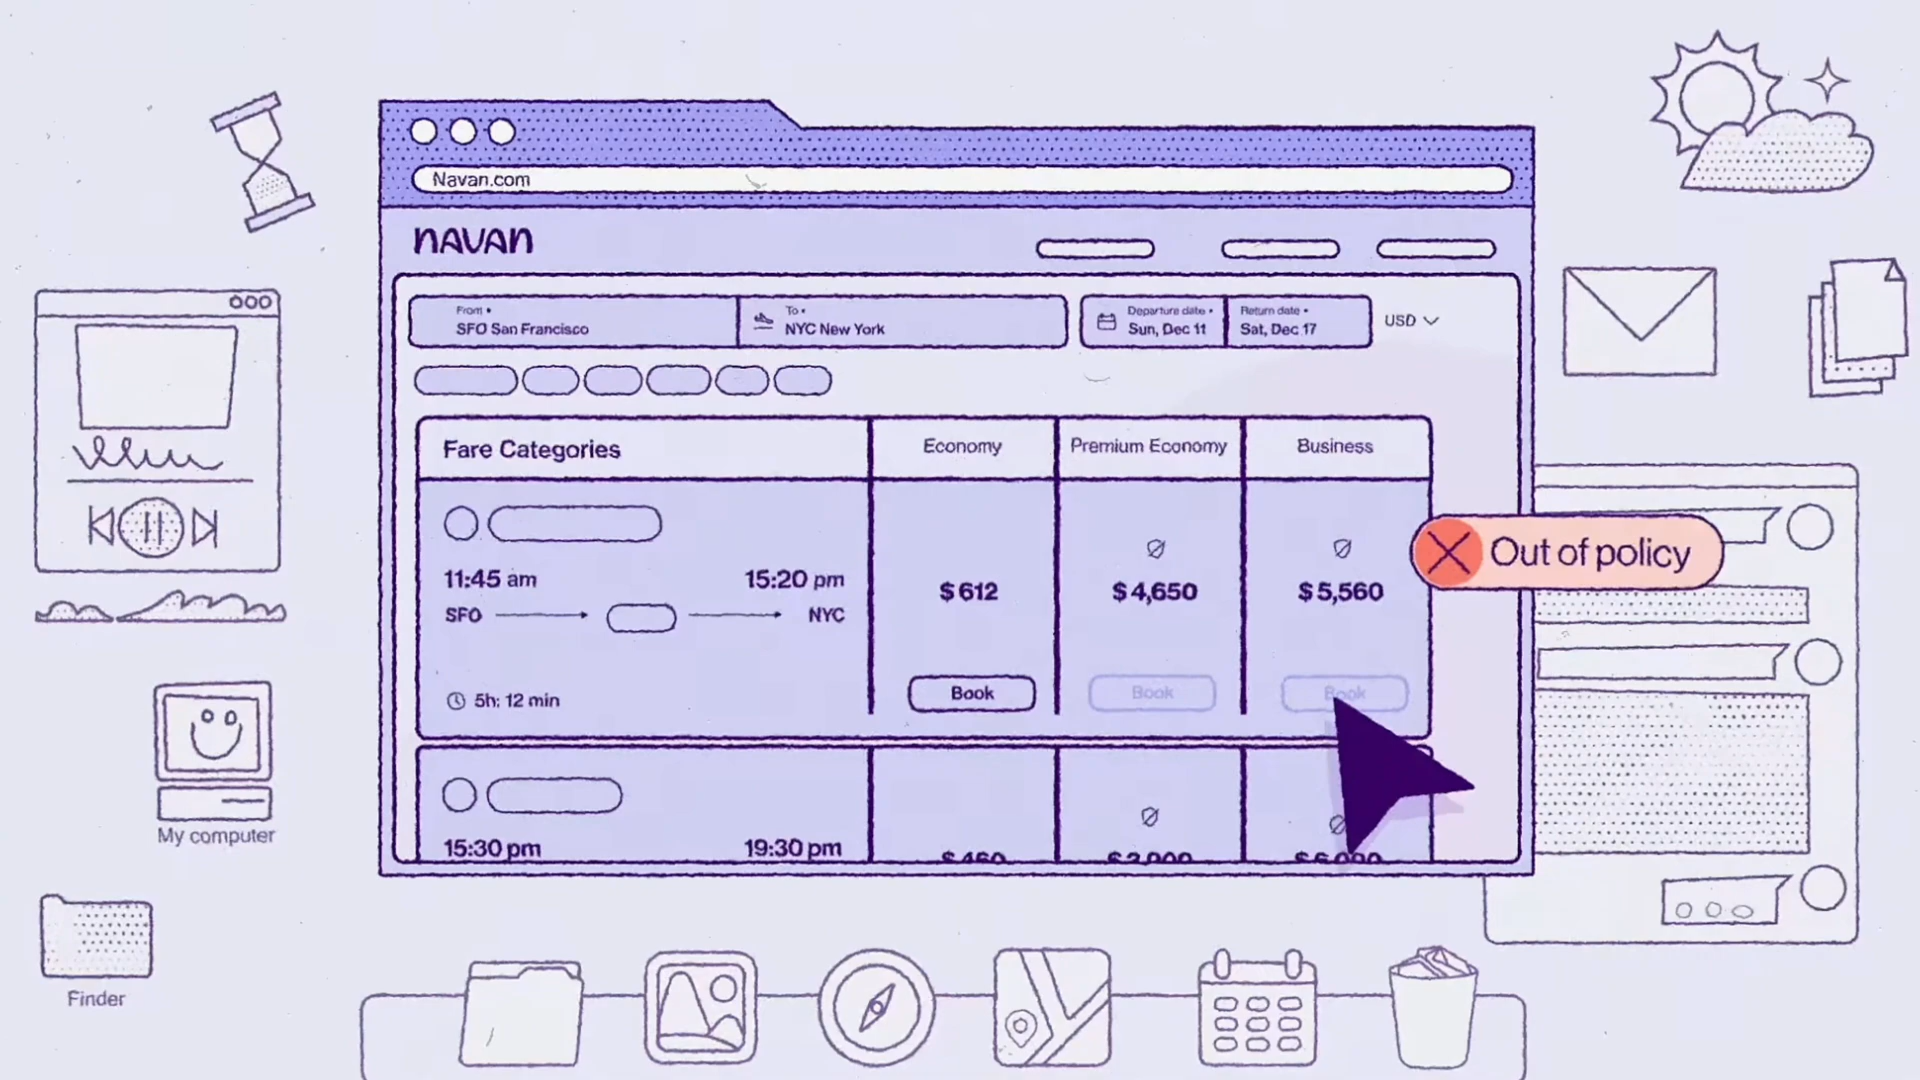 Navan.com
NAVAN
From •
SFO San Francisco
To •
NYC New York
Departure date •
Sun, Dec 11
Return date •
Sat, Dec 17
USD
Fare Categories
Economy
Premium Economy
Business
11:45 am
15:20 pm
SFO
NYC
5h: 12 min
$612
$4,650
$5,560
Book
Book
Book
Out of policy
15:30 pm
19:30 pm
My computer
Finder